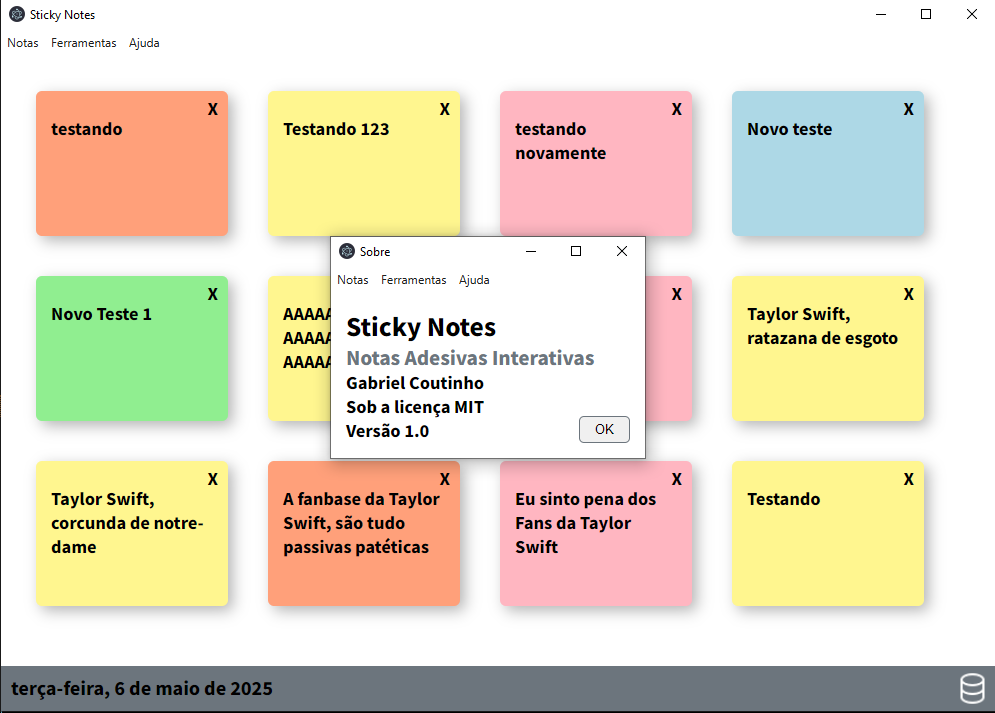 Sticky Notes
Notas Ferramentas Ajuda
X
testando
X
Testando 123
X
testando
novamente
X
Novo teste
X
Novo Teste 1
AAAAA
AAAAA
AAAAA
X
X
Taylor Swift,
ratazana de esgoto
Sobre
Notas Ferramentas Ajuda
Sticky Notes
Notas Adesivas Interativas
Gabriel Coutinho
Sob a licença MIT
Versão 1.0
OK
X
Taylor Swift,
corcunda de notre-
dame
X
A fanbase da Taylor
Swift, são tudo
passivas patéticas
X
Eu sinto pena dos
Fans da Taylor
Swift
X
Testando
terça-feira, 6 de maio de 2025